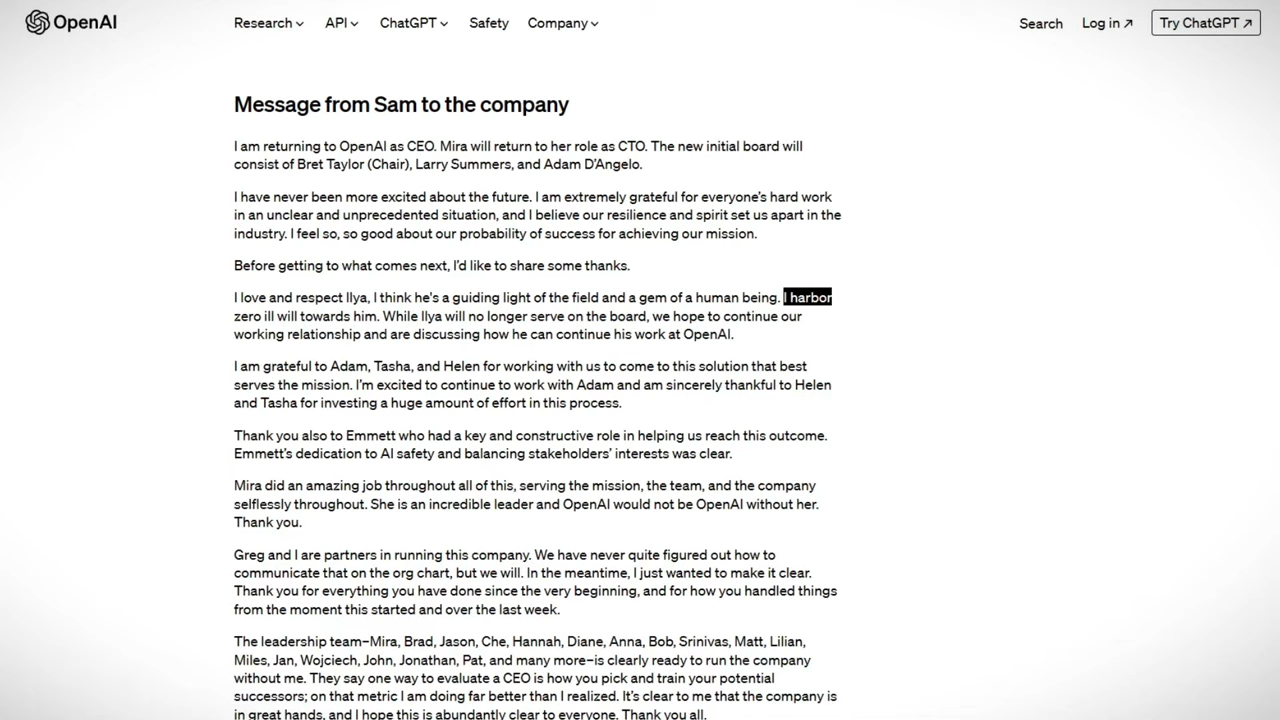 OpenAI
Research
API
ChatGPT
Safety
Company
Search
Log in ↗
Try ChatGPT ↗
Message from Sam to the company
I am returning to OpenAI as CEO. Mira will return to her role as CTO. The new initial board will
consist of Bret Taylor (Chair), Larry Summers, and Adam D’Angelo.
I have never been more excited about the future. I am extremely grateful for everyone’s hard work
in an unclear and unprecedented situation, and I believe our resilience and spirit set us apart in the
industry. I feel so, so good about our probability of success for achieving our mission.
Before getting to what comes next, I’d like to share some thanks.
I love and respect Ilya, I think he's a guiding light of the field and a gem of a human being. I harbor
zero ill will towards him. While Ilya will no longer serve on the board, we hope to continue our
working relationship and are discussing how he can continue his work at OpenAI.
I am grateful to Adam, Tasha, and Helen for working with us to come to this solution that best
serves the mission. I’m excited to continue to work with Adam and am sincerely thankful to Helen
and Tasha for investing a huge amount of effort in this process.
Thank you also to Emmett who had a key and constructive role in helping us reach this outcome.
Emmett’s dedication to AI safety and balancing stakeholders’ interests was clear.
Mira did an amazing job throughout all of this, serving the mission, the team, and the company
selflessly throughout. She is an incredible leader and OpenAI would not be OpenAI without her.
Thank you.
Greg and I are partners in running this company. We have never quite figured out how to
communicate that on the org chart, but we will. In the meantime, I just wanted to make it clear.
Thank you for everything you have done since the very beginning, and for how you handled things
from the moment this started and over the last week.
The leadership team–Mira, Brad, Jason, Che, Hannah, Diane, Anna, Bob, Srinivas, Matt, Lilian,
Miles, Jan, Wojciech, John, Jonathan, Pat, and many more–is clearly ready to run the company
without me. They say one way to evaluate a CEO is how you pick and train your potential
successors; on that metric I am doing far better than I realized. It’s clear to me that the company is
in great hands, and I hope this is abundantly clear to everyone. Thank you all.